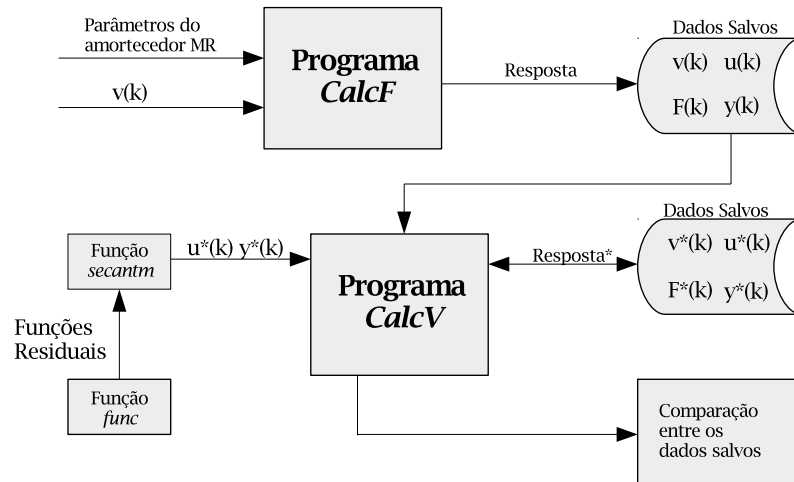 Parâmetros do
amortecedor MR
v(k)
Programa
CalcF
Resposta
Dados Salvos
v(k) u(k)
F(k) y(k)
Função
secantm
u*(k) y*(k)
Programa
CalcV
Resposta*
Dados Salvos
v*(k) u*(k)
F*(k) y*(k)
Funções
Residuais
Função
func
Comparação
entre os
dados salvos